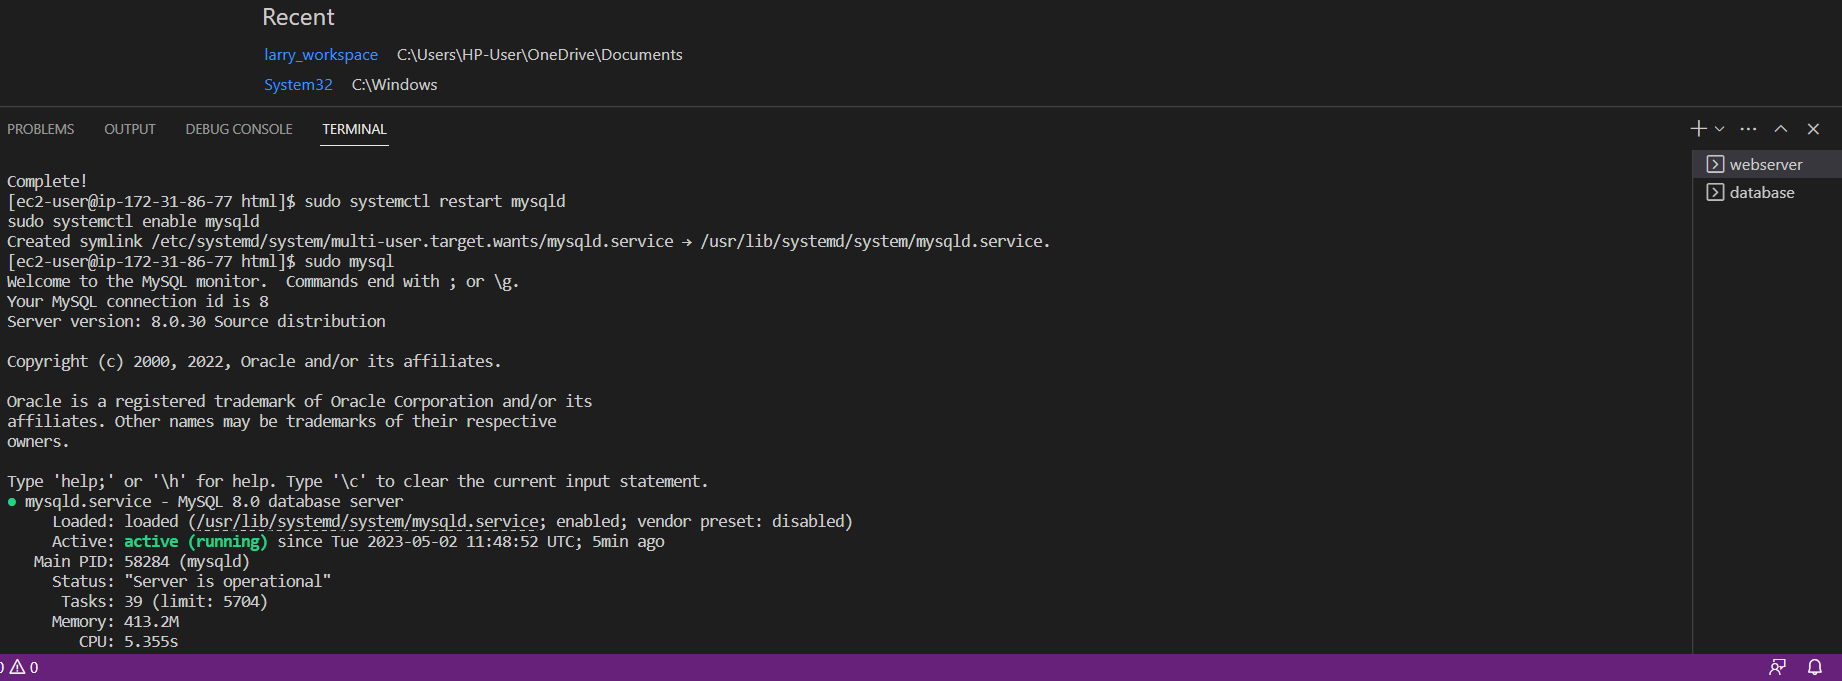 Recent
larry_workspace C:\Users\HP-User\OneDrive\Documents
System32 C:\Windows
PROBLEMS OUTPUT DEBUG CONSOLE TERMINAL
webserver
database
Complete!
[ec2-user@ip-172-31-86-77 html]$ sudo systemctl restart mysqld
sudo systemctl enable mysqld
Created symlink /etc/systemd/system/multi-user.target.wants/mysqld.service → /usr/lib/systemd/system/mysqld.service.
[ec2-user@ip-172-31-86-77 html]$ sudo mysql
Welcome to the MySQL monitor.  Commands end with ; or \g.
Your MySQL connection id is 8
Server version: 8.0.30 Source distribution
Copyright (c) 2000, 2022, Oracle and/or its affiliates.
Oracle is a registered trademark of Oracle Corporation and/or its
affiliates. Other names may be trademarks of their respective
owners.
Type 'help;' or '\h' for help. Type '\c' to clear the current input statement.
● mysqld.service - MySQL 8.0 database server
Loaded: loaded (/usr/lib/systemd/system/mysqld.service; enabled; vendor preset: disabled)
Active: active (running) since Tue 2023-05-02 11:48:52 UTC; 5min ago
Main PID: 58284 (mysqld)
Status: "Server is operational"
Tasks: 39 (limit: 5704)
Memory: 413.2M
CPU: 5.355s
0 0